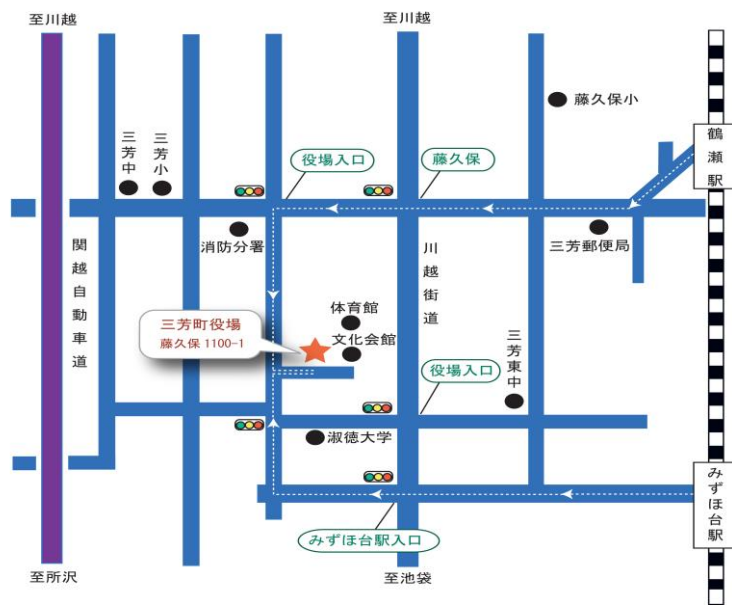 至川越
至川越
藤久保小
鶴瀬駅
三芳中
三芳小
役場入口
藤久保
消防分署
三芳郵便局
関越自動車道
川越街道
体育館
三芳町役場
藤久保 1100-1
文化会館
三芳東中
役場入口
淑徳大学
みずほ台駅
みずほ台駅入口
至所沢
至池袋